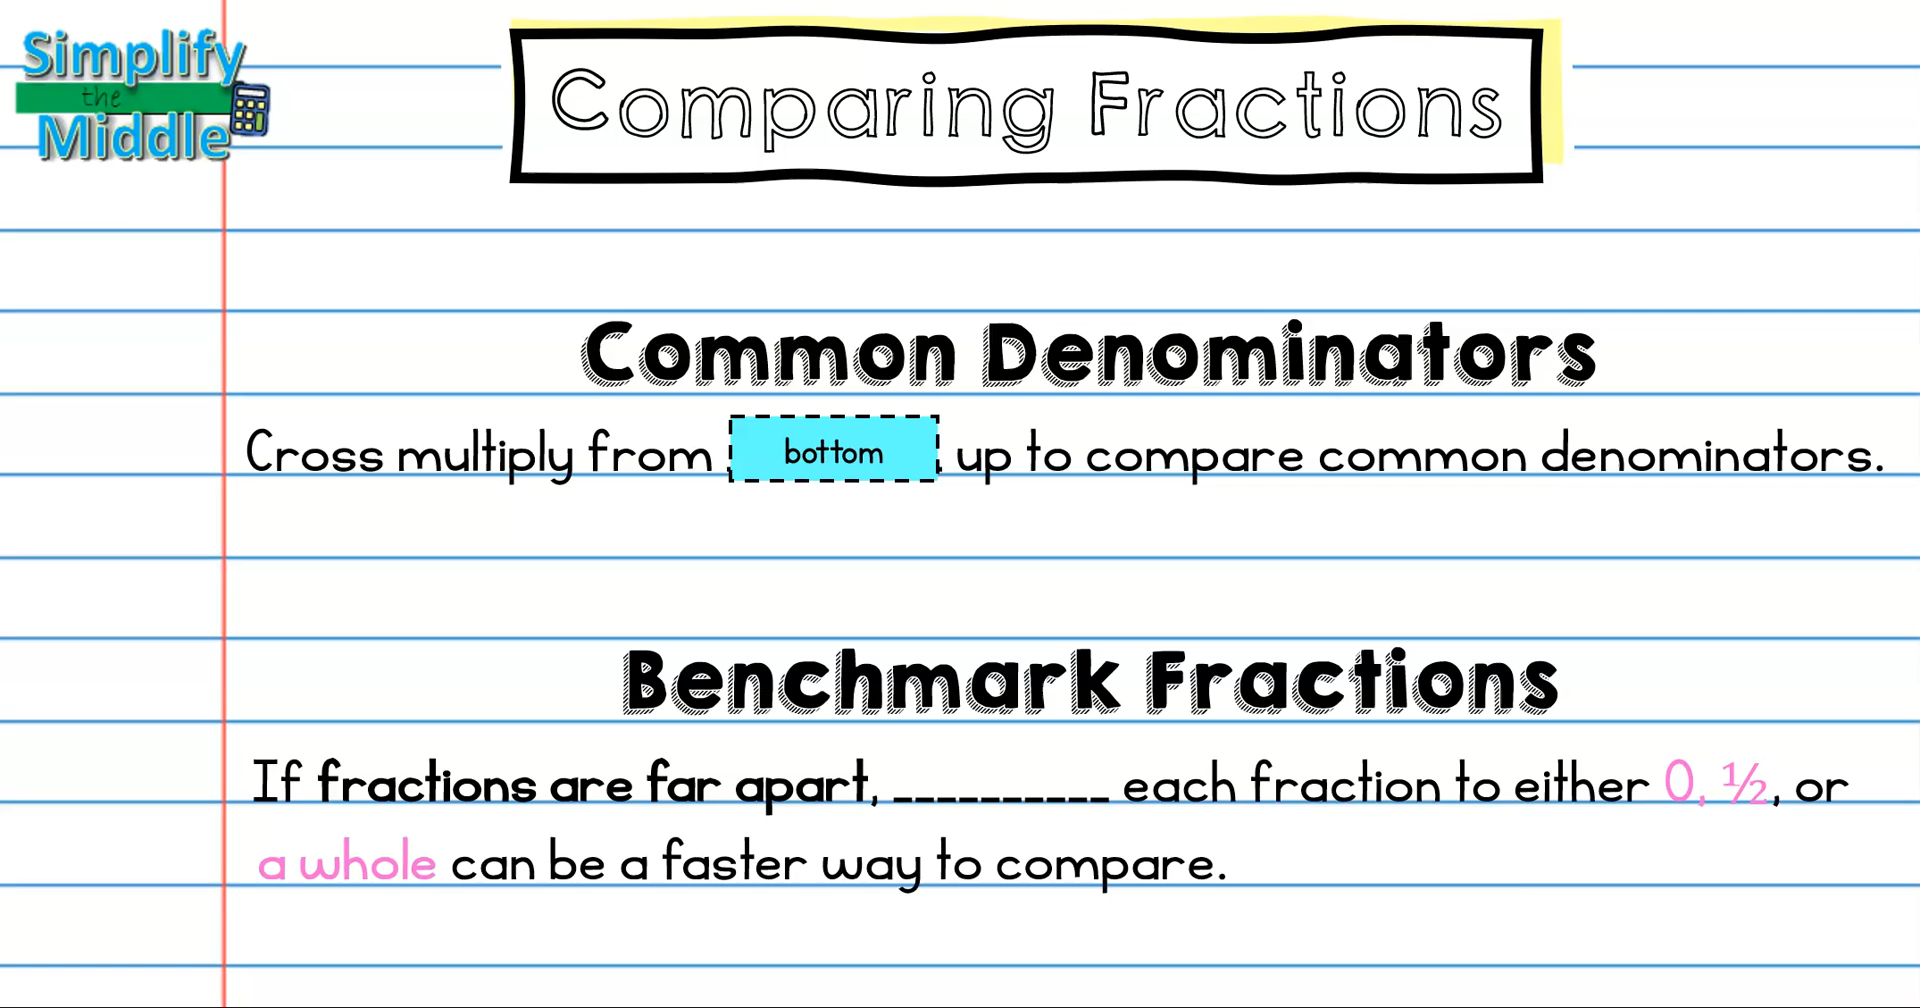 Simplify
the
Middle
Comparing Fractions
Common Denominators
Cross multiply from bottom up to compare common denominators.
Benchmark Fractions
If fractions are far apart, __________ each fraction to either 0, ½, or
a whole can be a faster way to compare.